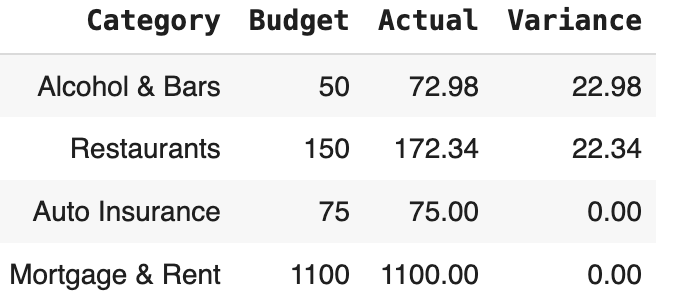 Category Budget Actual Variance
Alcohol & Bars 50 72.98 22.98
Restaurants 150 172.34 22.34
Auto Insurance 75 75.00 0.00
Mortgage & Rent 1100 1100.00 0.00